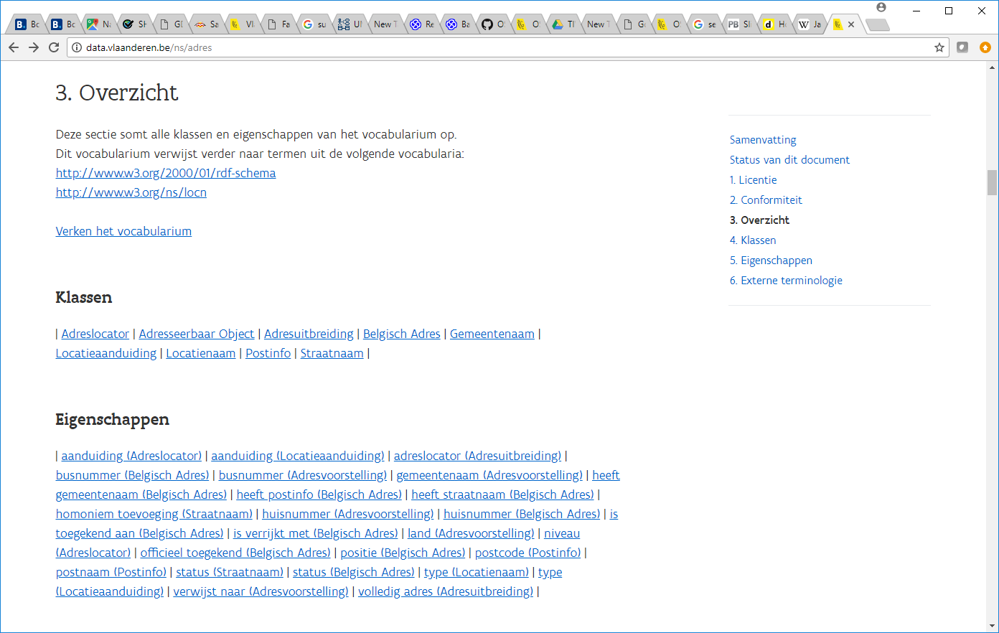 Bc
Bc
Na
SH
GD
Sa
Vl
Fa
su
UM
New T
Re
Ba
O
O
Tl
New T
Go
O
se
PB
Sl
d
Ho
W
Ja
data.vlaanderen.be/ns/adres
3. Overzicht
Deze sectie somt alle klassen en eigenschappen van het vocabularium op.
Dit vocabularium verwijst verder naar termen uit de volgende vocabularia:
http://www.w3.org/2000/01/rdf-schema
http://www.w3.org/ns/locn
Verken het vocabularium
Klassen
| Adreslocator | Adresseerbaar Object | Adresuitbreiding | Belgisch Adres | Gemeentenaam |
Locatieaanduiding | Locatienaam | Postinfo | Straatnaam |
Eigenschappen
| aanduiding (Adreslocator) | aanduiding (Locatieaanduiding) | adreslocator (Adresuitbreiding) |
busnummer (Belgisch Adres) | busnummer (Adresvoorstelling) | gemeentenaam (Adresvoorstelling) | heeft
gemeentenaam (Belgisch Adres) | heeft postinfo (Belgisch Adres) | heeft straatnaam (Belgisch Adres) |
homoniem toevoeging (Straatnaam) | huisnummer (Adresvoorstelling) | huisnummer (Belgisch Adres) | is
toegekend aan (Belgisch Adres) | is verrijkt met (Belgisch Adres) | land (Adresvoorstelling) | niveau
(Adreslocator) | officieel toegekend (Belgisch Adres) | positie (Belgisch Adres) | postcode (Postinfo) |
postnaam (Postinfo) | status (Straatnaam) | status (Belgisch Adres) | type (Locatienaam) | type
(Locatieaanduiding) | verwijst naar (Adresvoorstelling) | volledig adres (Adresuitbreiding) |
Samenvatting
Status van dit document
1. Licentie
2. Conformiteit
3. Overzicht
4. Klassen
5. Eigenschappen
6. Externe terminologie